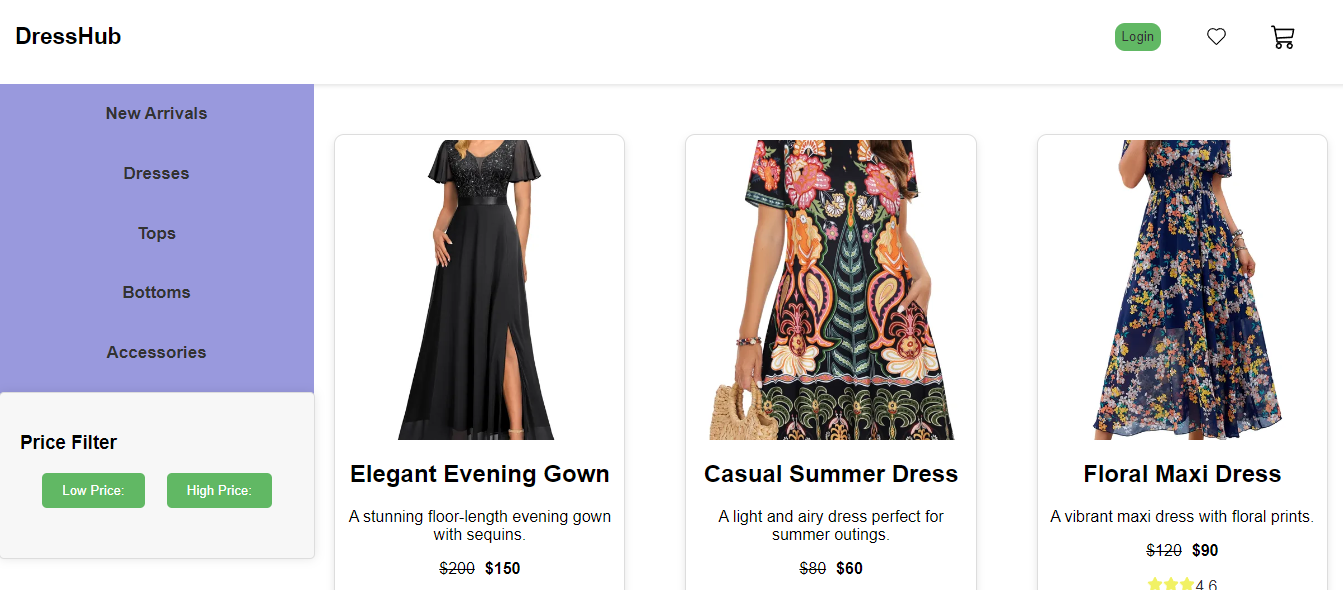 DressHub
Login
New Arrivals
Dresses
Tops
Bottoms
Accessories
Price Filter
Low Price:
High Price:
Elegant Evening Gown
A stunning floor-length evening gown
with sequins.
$200 $150
Casual Summer Dress
A light and airy dress perfect for
summer outings.
$80 $60
Floral Maxi Dress
A vibrant maxi dress with floral prints.
$120 $90
4.6